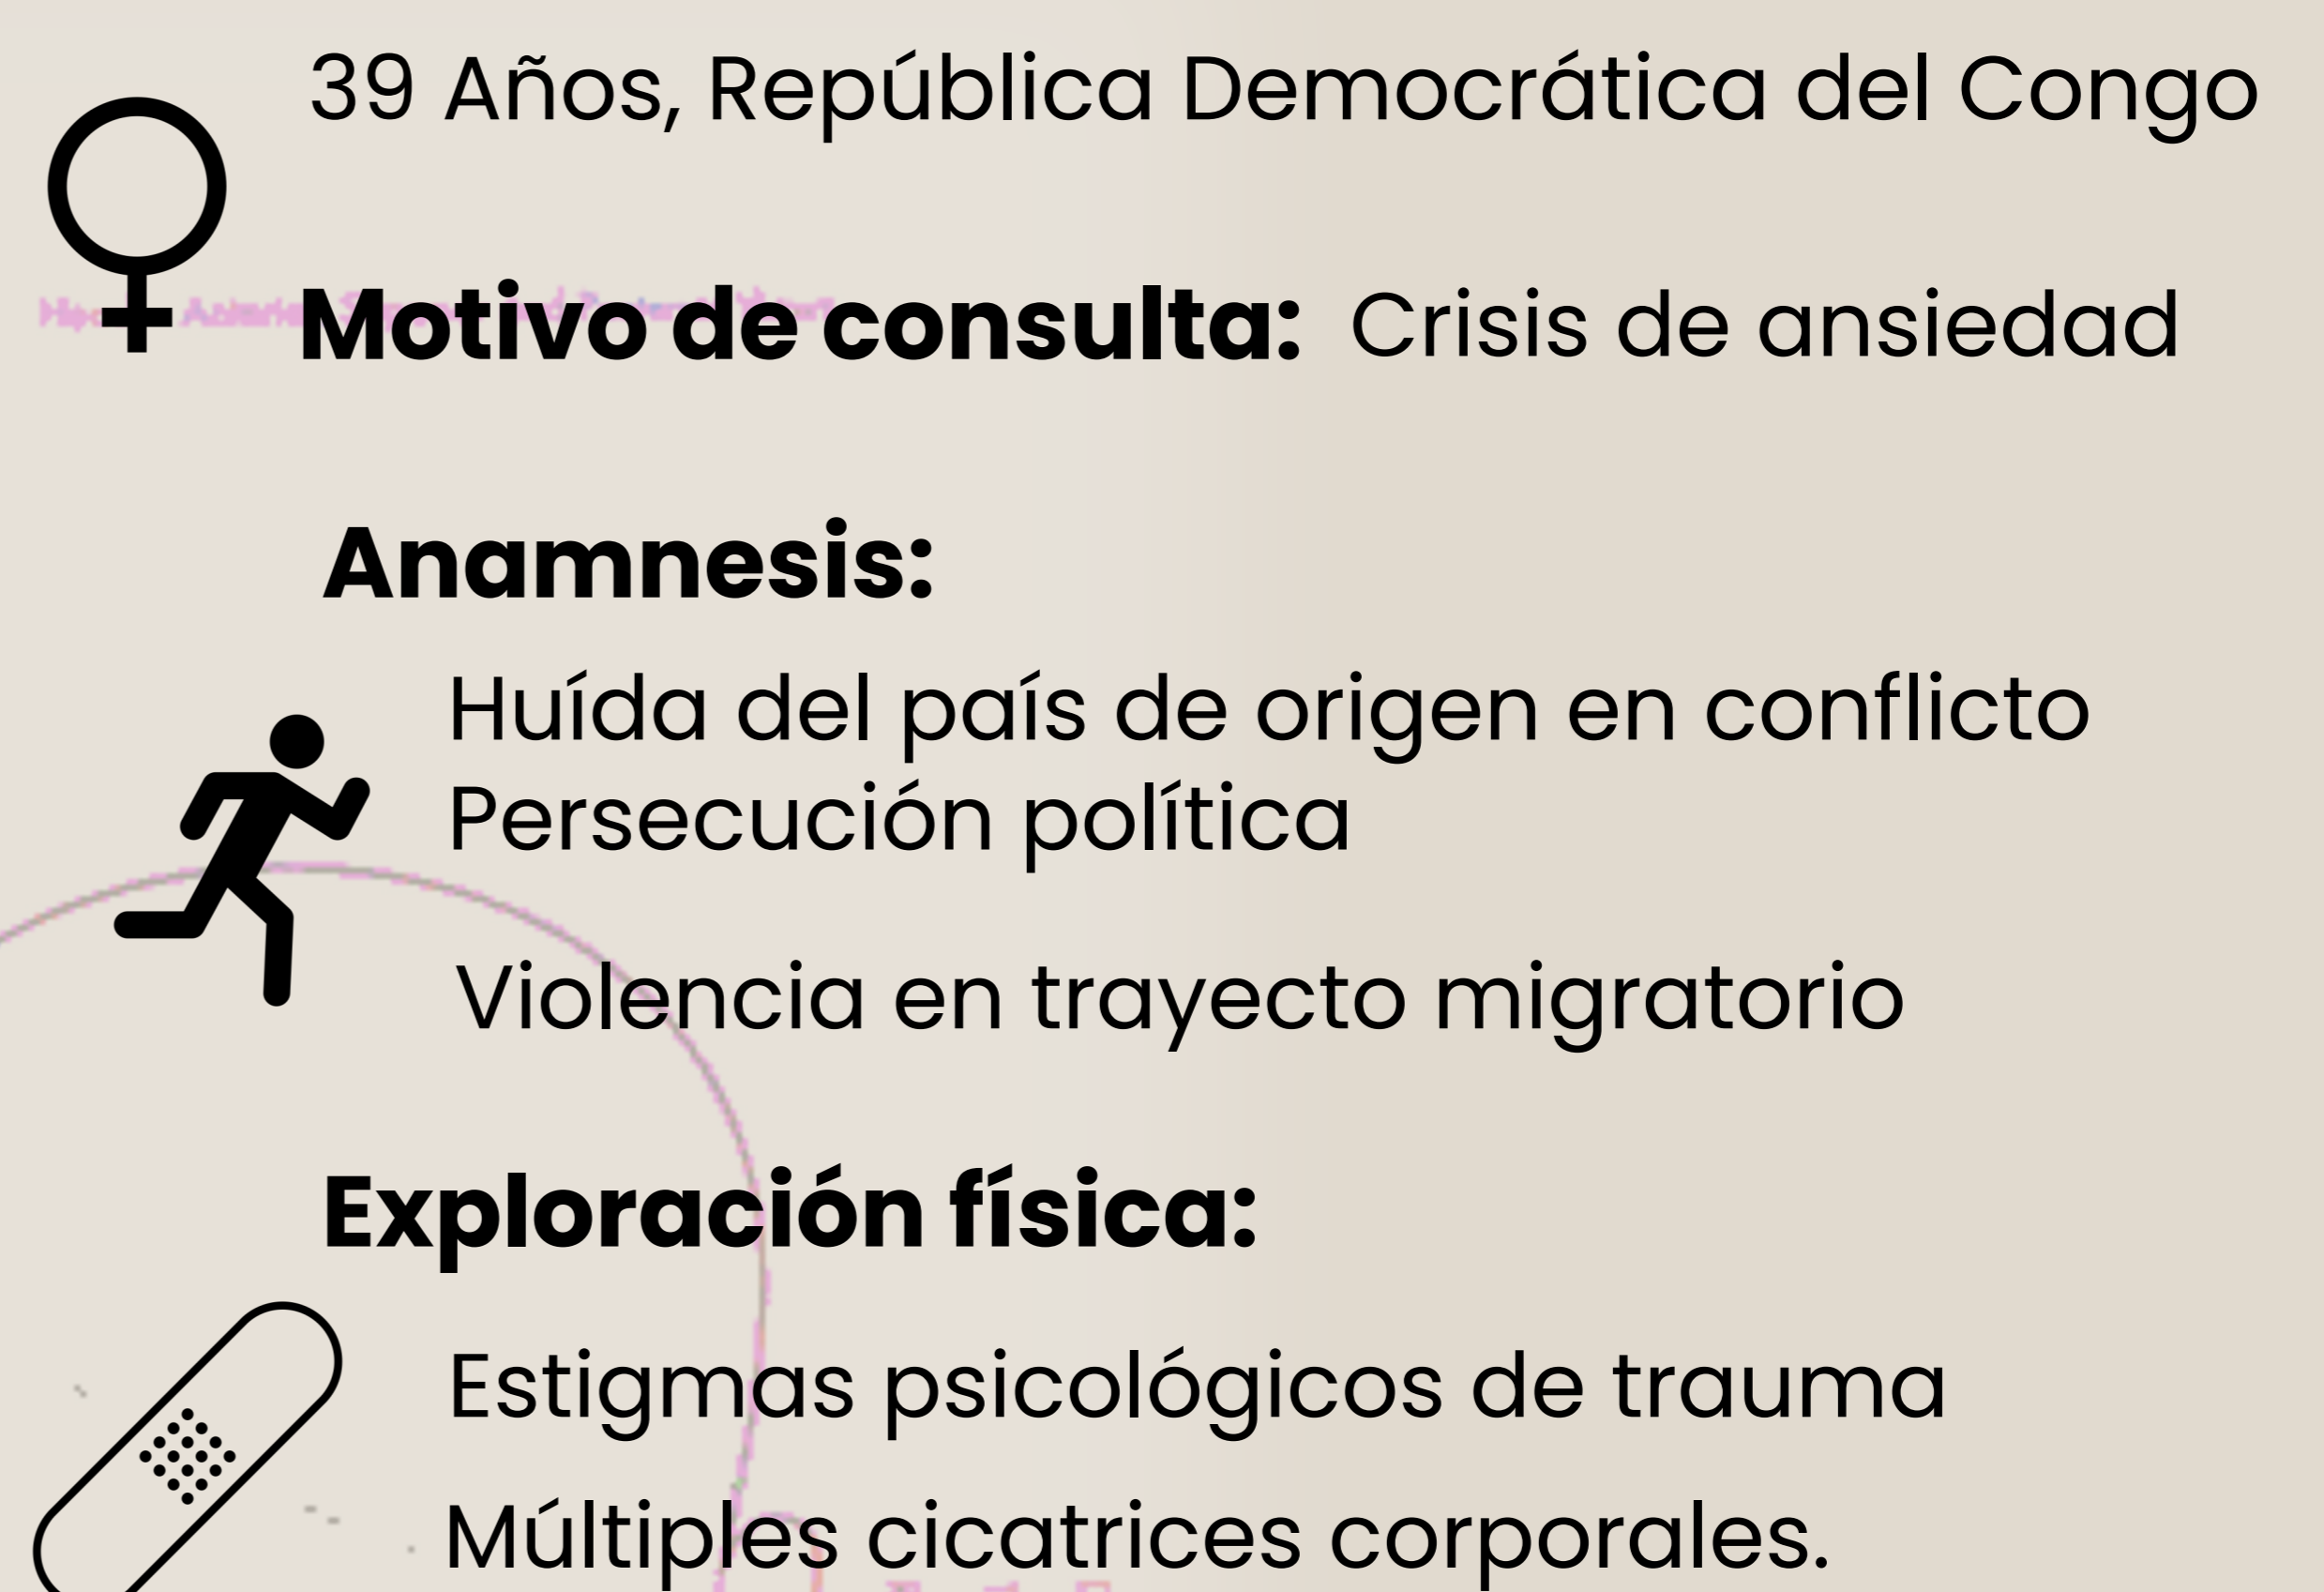 39 Años, República Democrática del Congo
Motivo de consulta: Crisis de ansiedad
Anamnesis:
Huída del país de origen en conflicto
Persecución política
Violencia en trayecto migratorio
Exploración física:
Estigmas psicológicos de trauma
Múltiples cicatrices corporales.